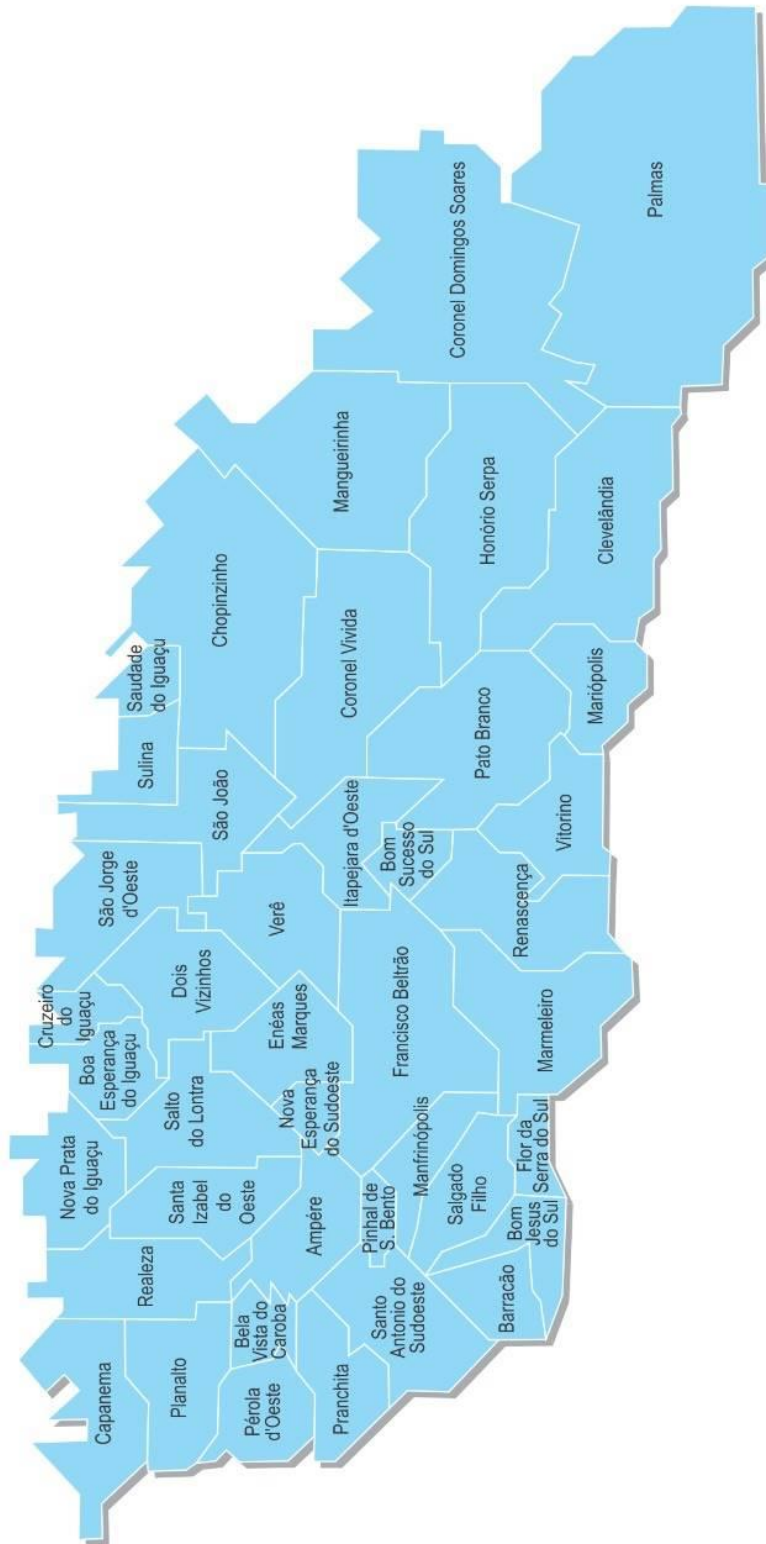 Capanema
Planalto
Pérola
d'Oeste
Bela
Vista do
Caroba
Pranchita
Realeza
Santo
Antonio do
Sudoeste
Barracão
Bom
Jesus
do Sul
Flor da
Serra do Sul
Salgado
Filho
Manfrinópolis
Pinhal de
S. Bento
Ampére
Santa
Izabel
do
Oeste
Nova Prata
do Iguaçu
Salto
do Lontra
Nova
Esperança
do Sudoeste
Enéas
Marques
Boa
Esperança
do Iguaçu
Cruzeiro
do
Iguaçu
Dois
Vizinhos
São Jorge
d'Oeste
Verê
Francisco Beltrão
Marmeleiro
Renascença
Bom
Sucesso
do Sul
Itapejara d'Oeste
São João
Sulina
Saudade
do Iguaçu
Chopinzinho
Coronel Vivida
Pato Branco
Vitorino
Mariópolis
Clevelândia
Honório Serpa
Mangueirinha
Coronel Domingos Soares
Palmas